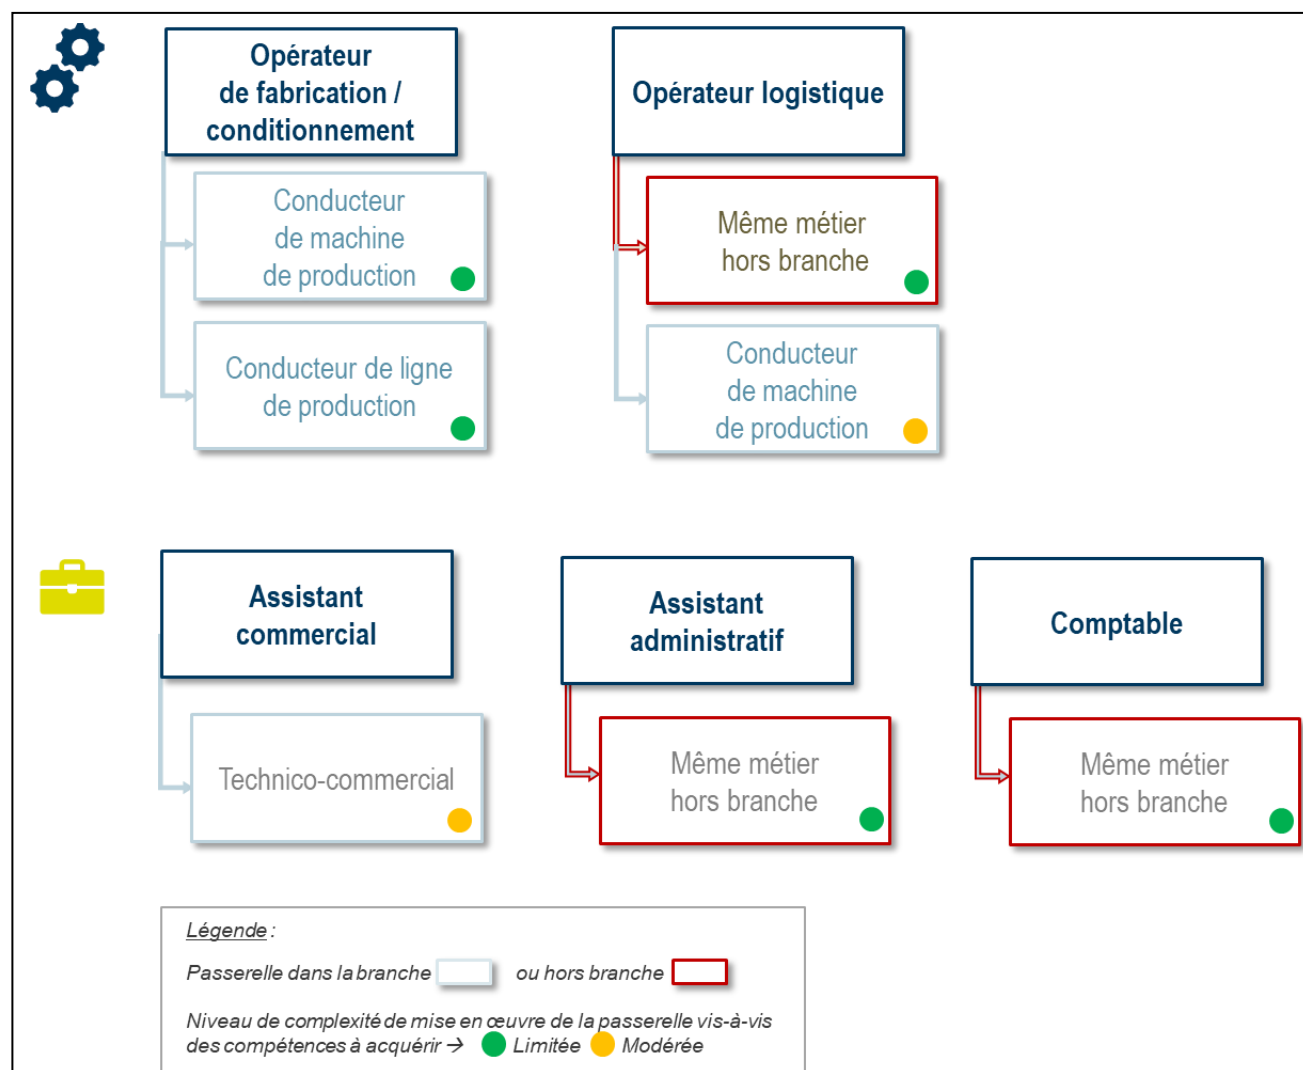 Opérateur
de fabrication /
conditionnement
Opérateur logistique
Conducteur
de machine
de production
Même métier
hors branche
Conducteur de ligne
de production
Conducteur
de machine
de production
Assistant
commercial
Assistant
administratif
Comptable
Technico-commercial
Même métier
hors branche
Même métier
hors branche
Légende :
Passerelle dans la branche ou hors branche
Niveau de complexité de mise en œuvre de la passerelle vis-à-vis
des compétences à acquérir → Limitée Modérée